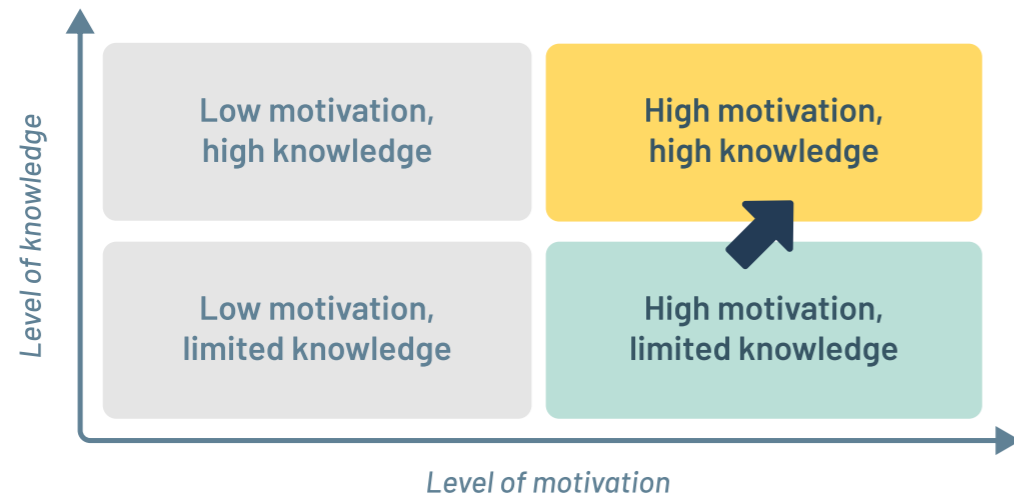 Level of knowledge
Low motivation,
high knowledge
High motivation,
high knowledge
Low motivation,
limited knowledge
High motivation,
limited knowledge
Level of motivation